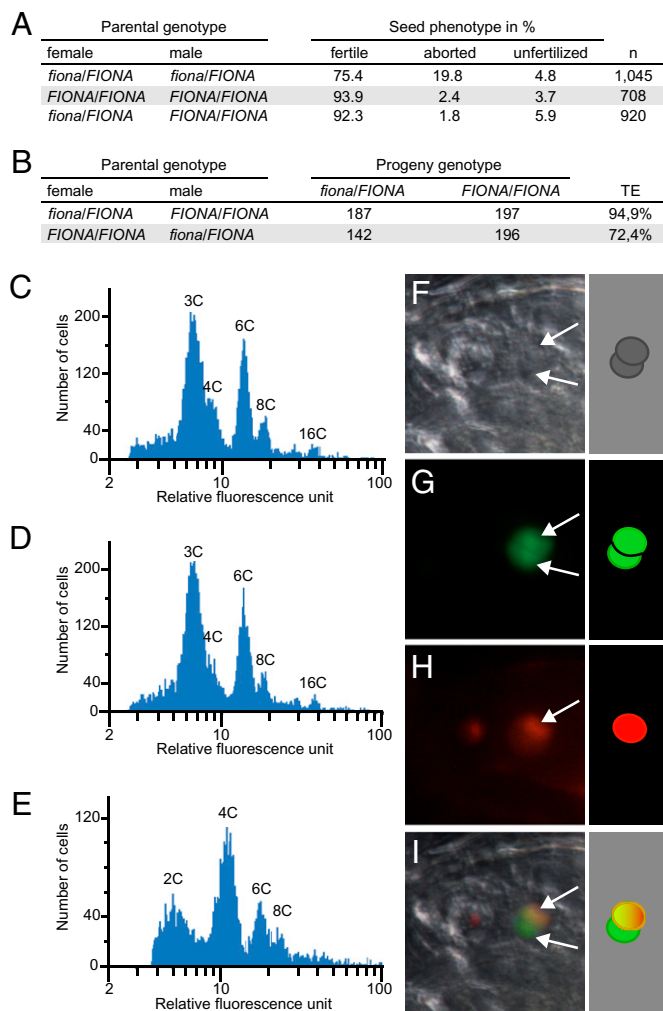 A
Parental genotype Seed phenotype in %
female male fertile aborted unfertilized n
fiona/FIONA fiona/FIONA 75.4 19.8 4.8 1,045
FIONA/FIONA FIONA/FIONA 93.9 2.4 3.7 708
fiona/FIONA FIONA/FIONA 92.3 1.8 5.9 920
B
Parental genotype Progeny genotype
female male fiona/FIONA FIONA/FIONA TE
fiona/FIONA FIONA/FIONA 187 197 94,9%
FIONA/FIONA fiona/FIONA 142 196 72,4%
C
Number of cells
200
120
40
0
3C
4C
6C
8C
16C
2 10 100
Relative fluorescence unit
D
Number of cells
200
120
40
0
3C
4C
6C
8C
16C
2 10 100
Relative fluorescence unit
E
Number of cells
120
40
0
2C
4C
6C
8C
2 10 100
Relative fluorescence unit
F
G
H
I